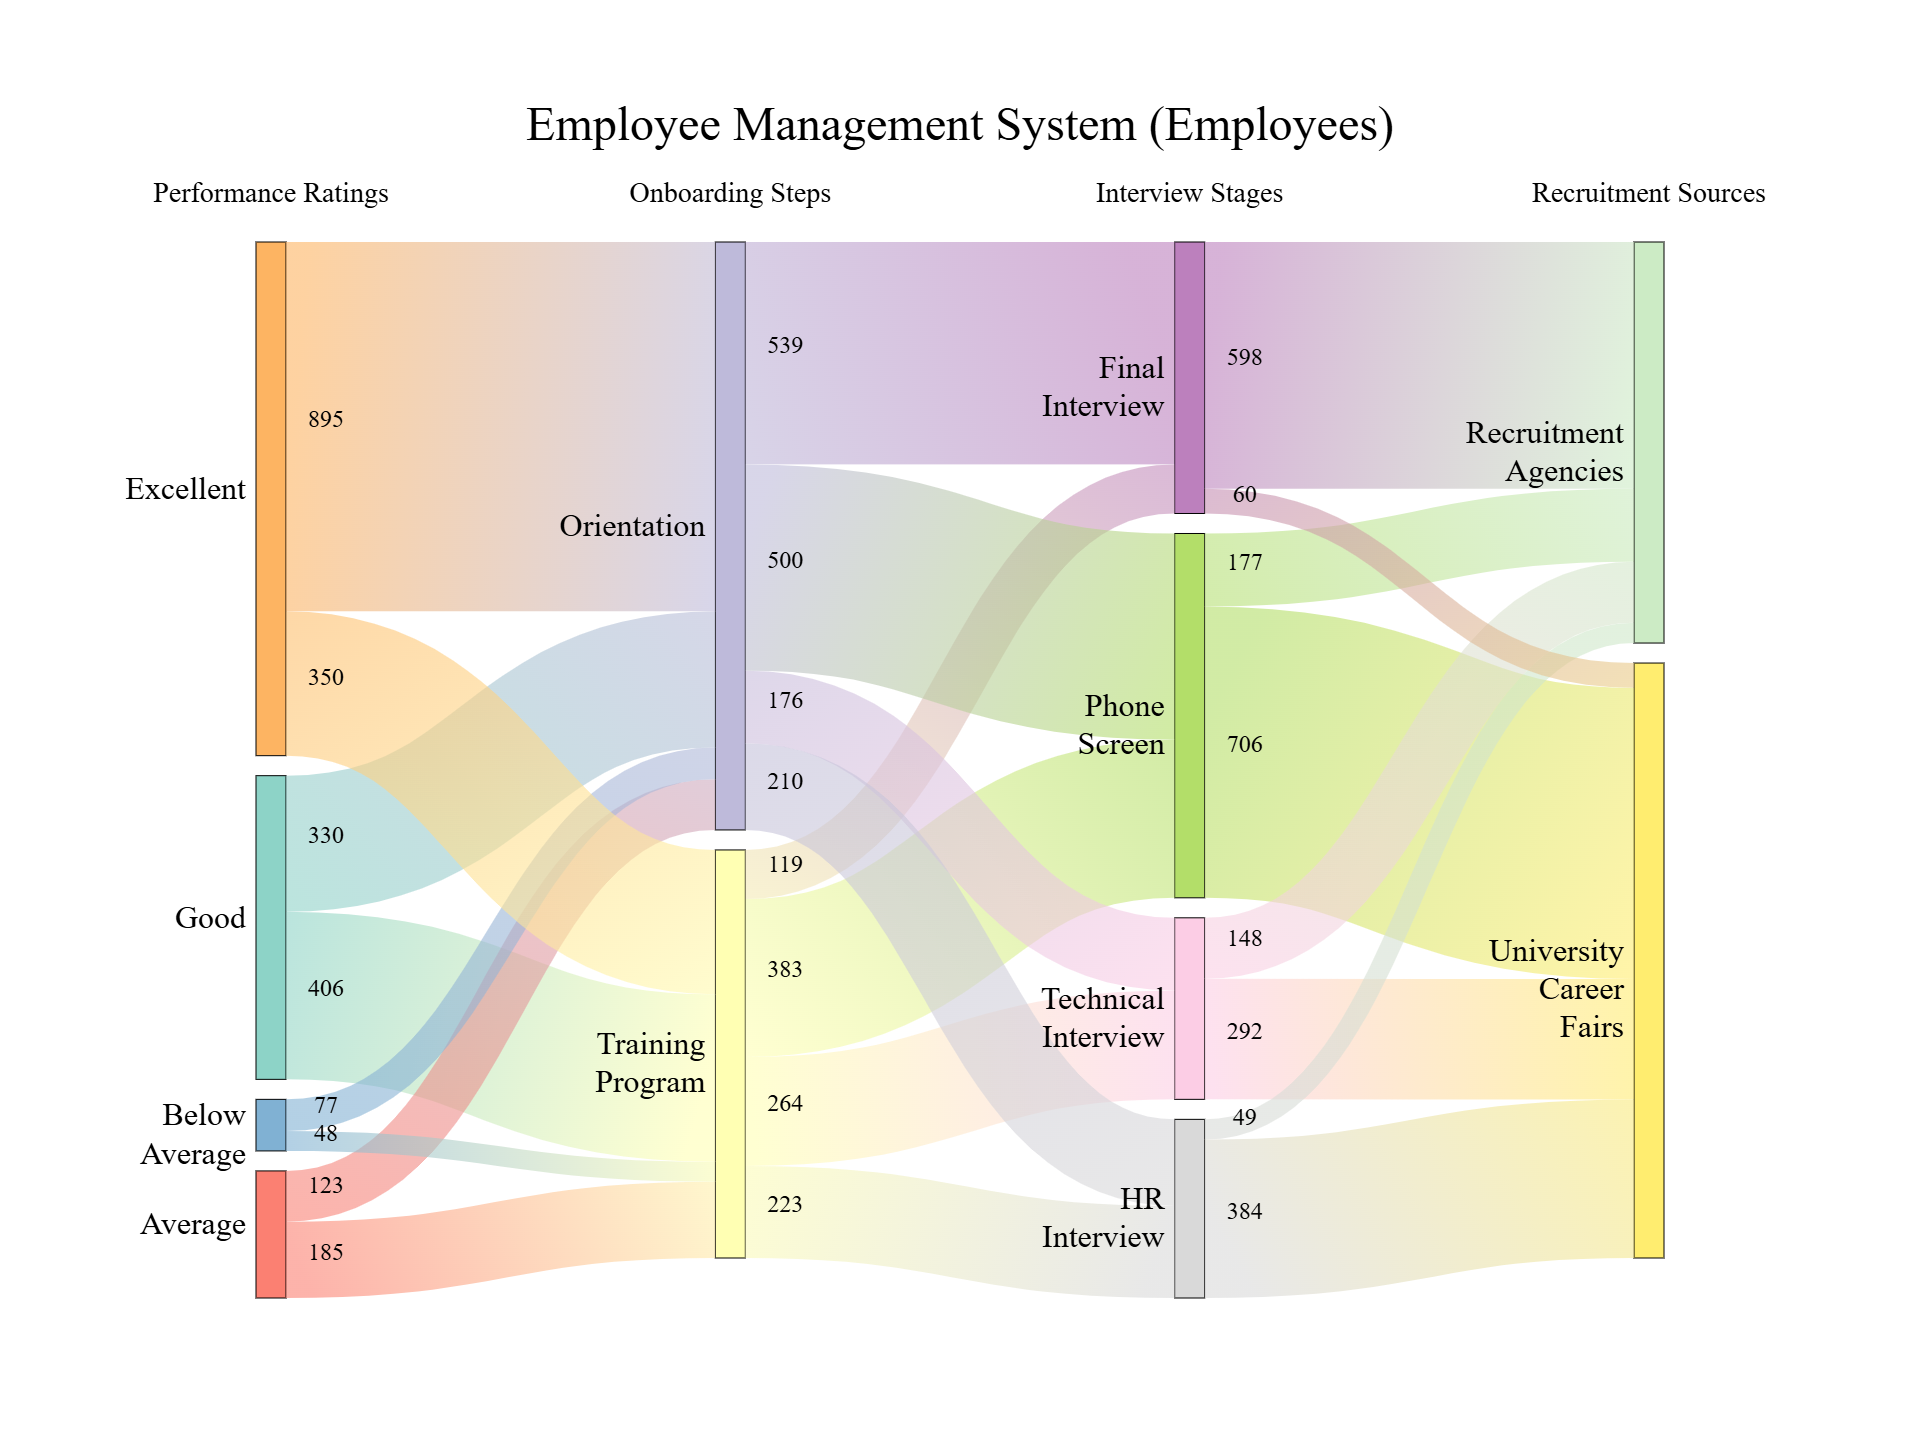 Employee Management System (Employees)
Performance Ratings
Onboarding Steps
Interview Stages
Recruitment Sources
Excellent
Good
Below
Average
Average
895
350
330
406
77
48
123
185
Orientation
Training
Program
539
500
176
210
119
383
264
223
Final
Interview
Phone
Screen
Technical
Interview
HR
Interview
598
60
177
706
148
292
49
384
Recruitment
Agencies
University
Career
Fairs